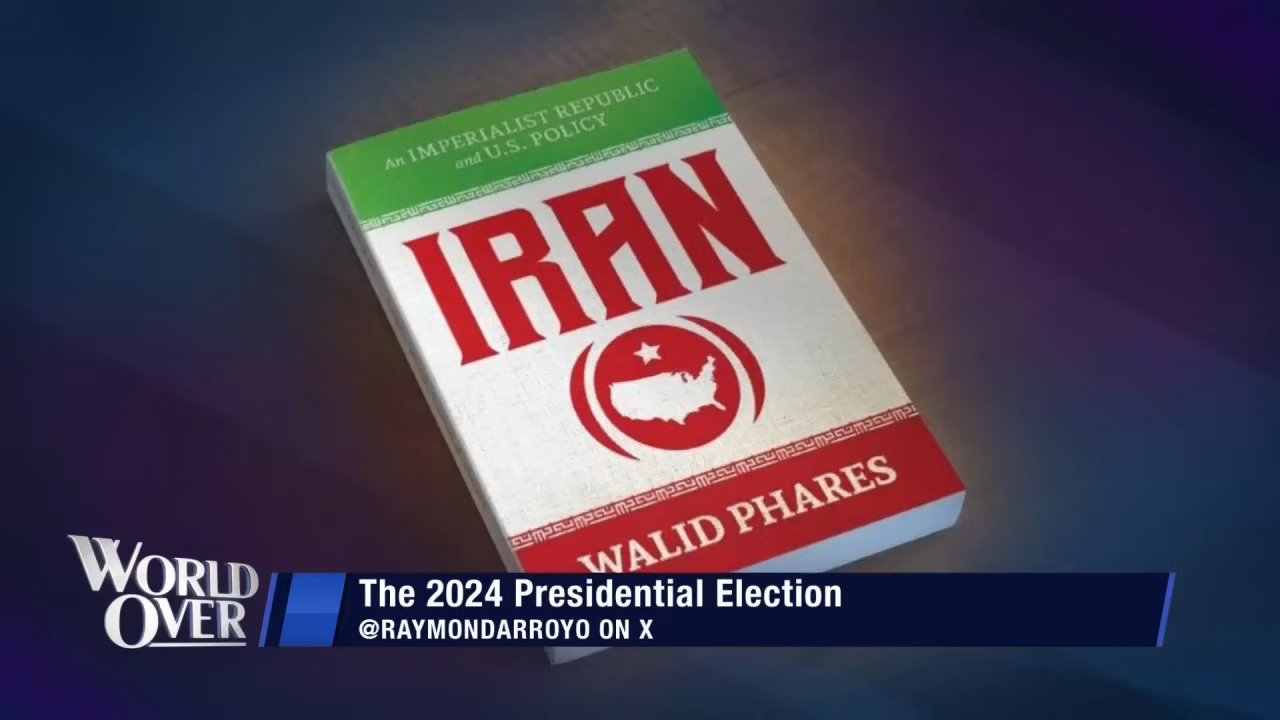 An IMPERIALIST REPUBLIC
and U.S. POLICY
IRAN
WALID PHARES
WORLD
OVER
The 2024 Presidential Election
@RAYMONDARROYO ON X